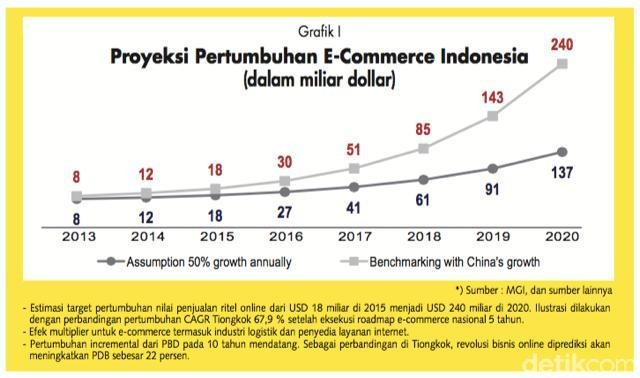 Grafik I
Proyeksi Pertumbuhan E-Commerce Indonesia
(dalam miliar dollar)
8 12 18 30 51 85 143 240
8 12 18 27 41 61 91 137
2013 2014 2015 2016 2017 2018 2019 2020
Assumption 50% growth annually Benchmarking with China's growth
*) Sumber : MGI, dan sumber lainnya
- Estimasi target pertumbuhan nilai penjualan ritel online dari USD 18 miliar di 2015 menjadi USD 240 miliar di 2020. Ilustrasi dilakukan
dengan perbandingan pertumbuhan CAGR Tiongkok 67,9 % setelah eksekusi roadmap e-commerce nasional 5 tahun.
- Efek multiplier untuk e-commerce termasuk industri logistik dan penyedia layanan internet.
- Pertumbuhan incremental dari PBD pada 10 tahun mendatang. Sebagai perbandingan di Tiongkok, revolusi bisnis online diprediksi akan
meningkatkan PDB sebesar 22 persen.
detikcom